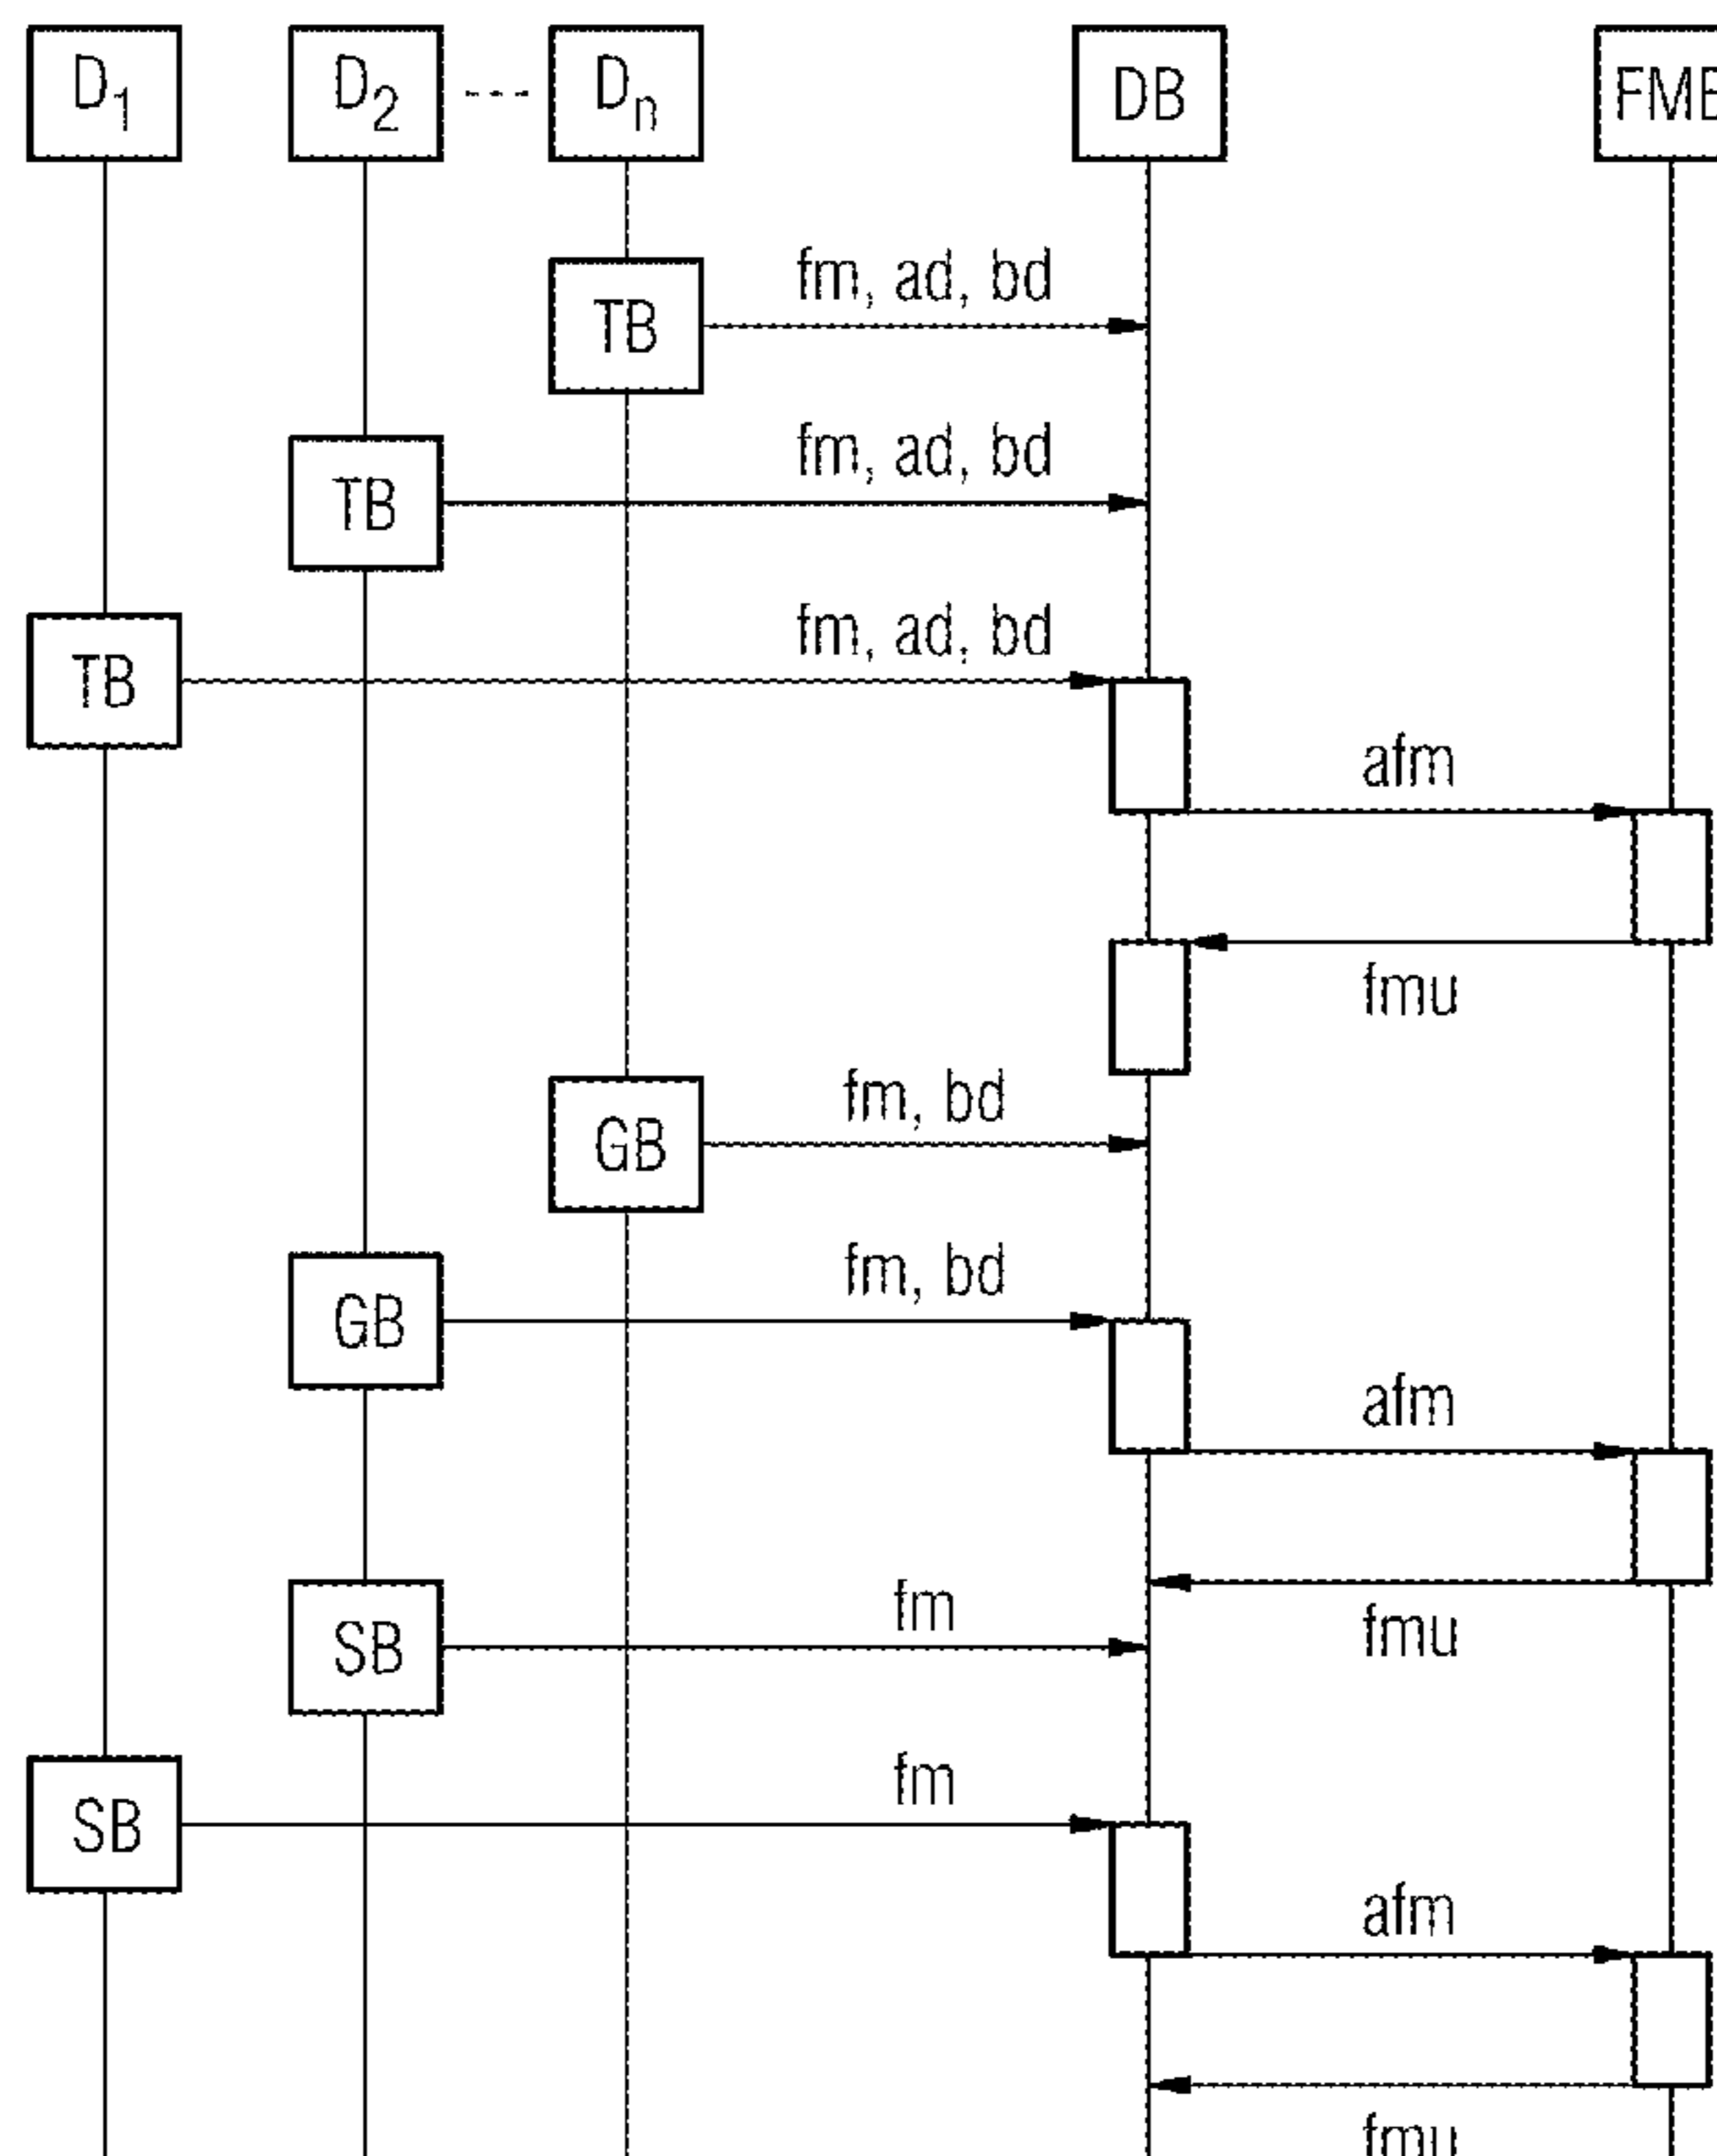 D1 D2 --- Dn DB FMB
fm, ad, bd
TB
fm, ad, bd
TB
fm, ad, bd
TB
afm
fmu
fm, bd
GB
fm, bd
GB
afm
fm
fmu
SB
fm
SB
afm
fmu